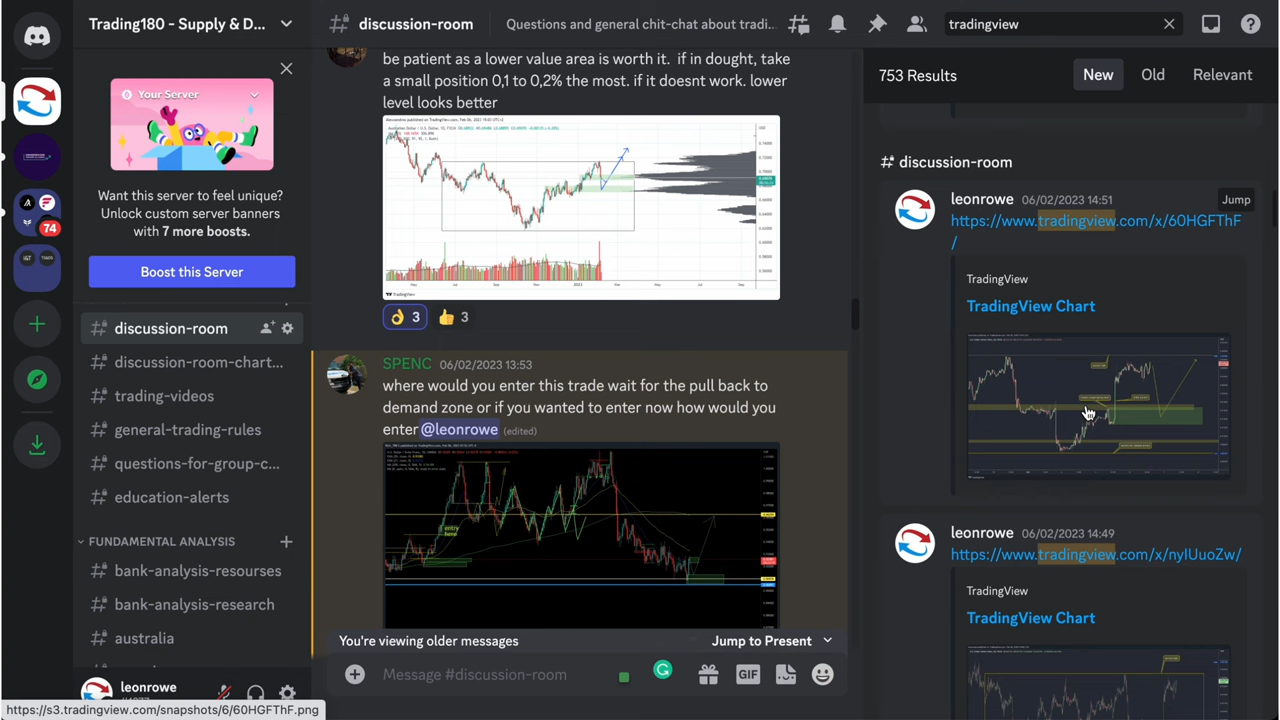 Trading180 - Supply & D...
discussion-room
Questions and general chit-chat about tradi...
tradingview
Your Server
Want this server to feel unique?
Unlock custom server banners
with 7 more boosts.
Boost this Server
74
discussion-room
discussion-room-chart...
trading-videos
general-trading-rules
questions-for-group-c...
education-alerts
FUNDAMENTAL ANALYSIS
bank-analysis-resourses
bank-analysis-research
australia
leonrowe
https://s3.tradingview.com/snapshots/6/60HGFThF.png
be patient as a lower value area is worth it. if in dought, take
a small position 0,1 to 0,2% the most. if it doesnt work. lower
level looks better
TradingView
3
3
SPENC 06/02/2023 13:53
where would you enter this trade wait for the pull back to
demand zone or if you wanted to enter now how would you
enter @leonrowe (edited)
entry
here
You're viewing older messages
Jump to Present
Message #discussion-room
GIF
753 Results
New
Old
Relevant
discussion-room
leonrowe 06/02/2023 14:51
Jump
https://www.tradingview.com/x/60HGFThF
/
TradingView
TradingView Chart
leonrowe 06/02/2023 14:49
https://www.tradingview.com/x/nyIUuoZw/
TradingView
TradingView Chart